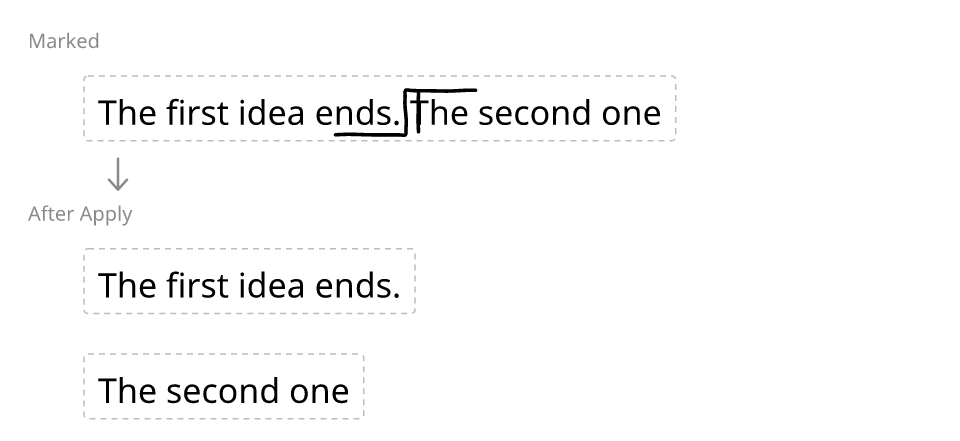 Marked
The first idea ends. The second one
After Apply
The first idea ends.
The second one